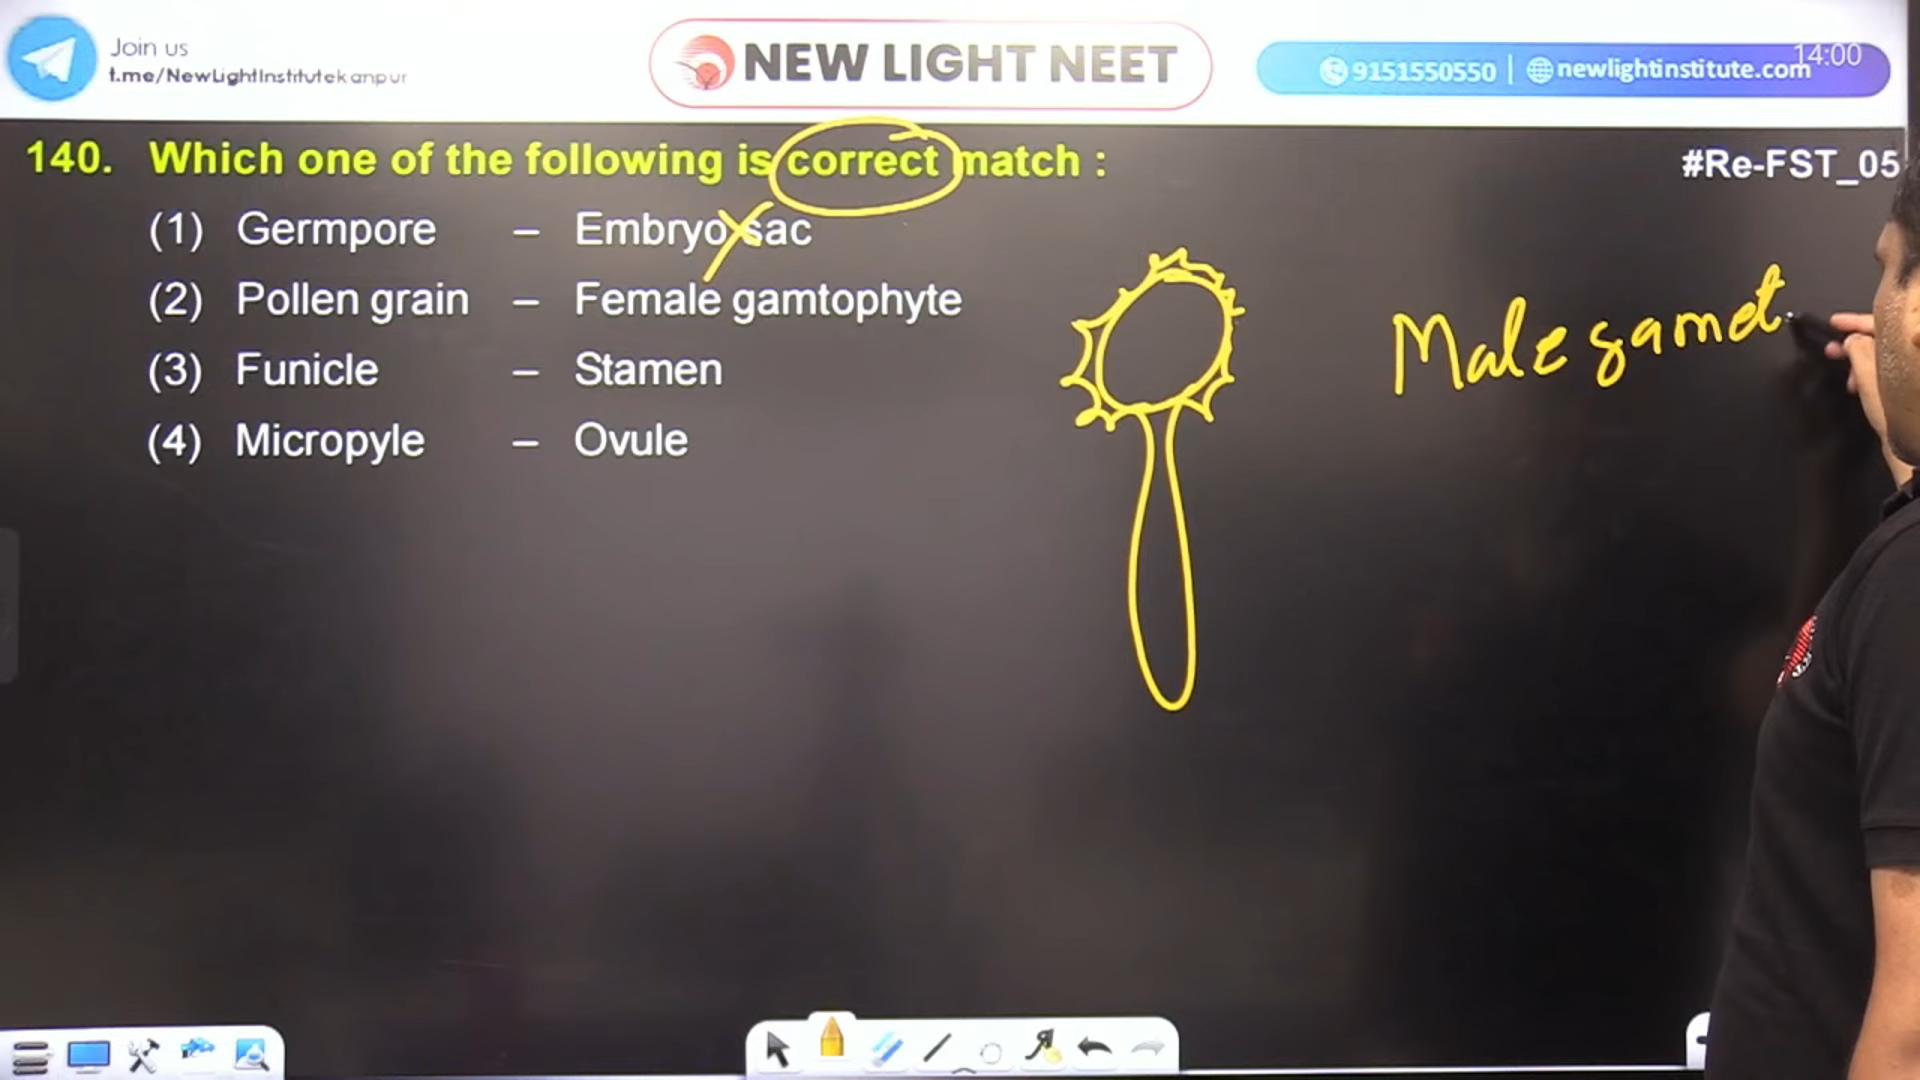 Join us
t.me/NewLightInstitutekanpur
NEW LIGHT NEET
9151550550 | newlightinstitute.com
14:00
140. Which one of the following is correct match :
#Re-FST_05
(1) Germpore – Embryo sac
(2) Pollen grain – Female gamtophyte
(3) Funicle – Stamen
(4) Micropyle – Ovule
Male gamet